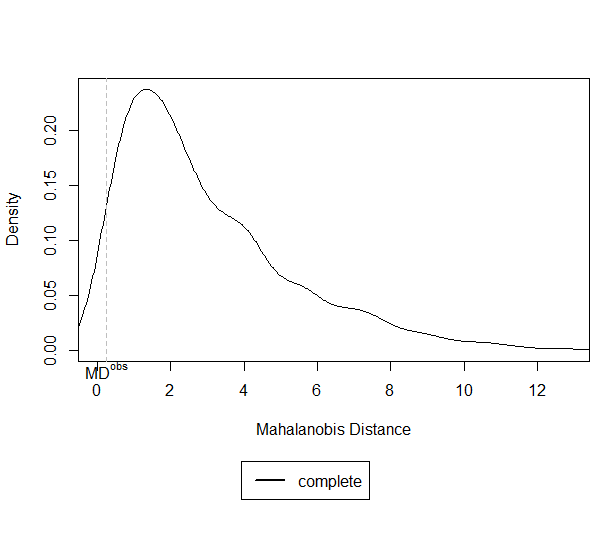 Density
0.00 0.05 0.10 0.15 0.20
MD^obs
0 2 4 6 8 10 12
Mahalanobis Distance
complete